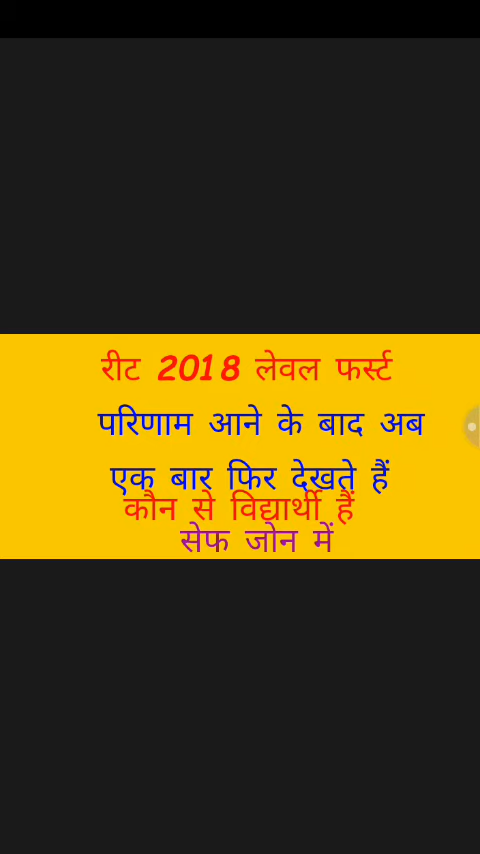 रीट 2018 लेवल फर्स्ट
परिणाम आने के बाद अब
एक बार फिर देखते हैं
कौन से विद्यार्थी हैं
सेफ जोन में